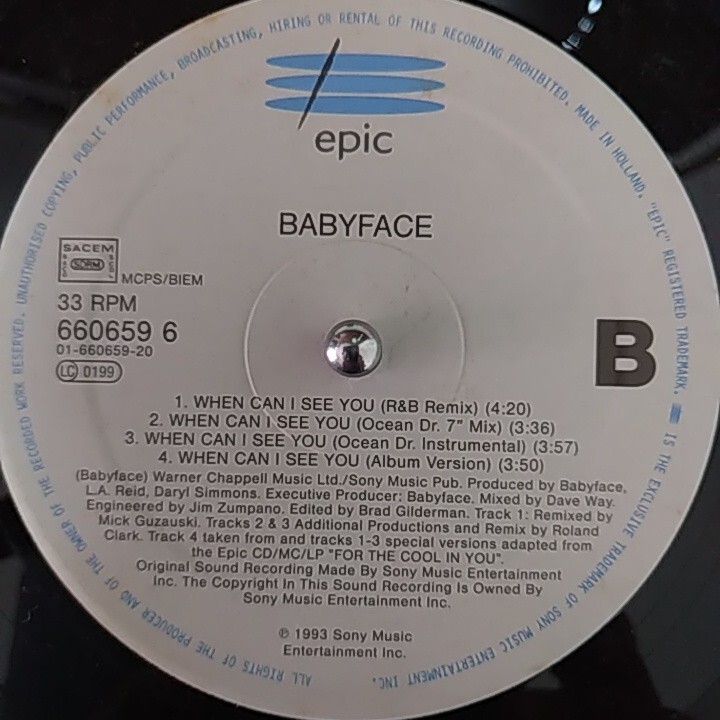 epic
BABYFACE
SACEM
SACD SDRM SCDL
MCPS/BIEM
33 RPM
660659 6
01-660659-20
LC 0199
B
1. WHEN CAN I SEE YOU (R&B Remix) (4:20)
2. WHEN CAN I SEE YOU (Ocean Dr. 7" Mix) (3:36)
3. WHEN CAN I SEE YOU (Ocean Dr. Instrumental) (3:57)
4. WHEN CAN I SEE YOU (Album Version) (3:50)
(Babyface) Warner Chappell Music Ltd./Sony Music Pub. Produced by Babyface,
L.A. Reid, Daryl Simmons. Executive Producer: Babyface. Mixed by Dave Way.
Engineered by Jim Zumpano. Edited by Brad Gilderman. Track 1: Remixed by
Mick Guzauski. Tracks 2 & 3 Additional Productions and Remix by Roland
Clark. Track 4 taken from and tracks 1-3 special versions adapted from
the Epic CD/MC/LP "FOR THE COOL IN YOU".
Original Sound Recording Made By Sony Music Entertainment
Inc. The Copyright In This Sound Recording Is Owned By
Sony Music Entertainment Inc.
℗ 1993 Sony Music
Entertainment Inc.
ALL RIGHTS OF THE PRODUCER AND OF THE OWNER OF THE RECORDED WORK RESERVED. UNAUTHORISED COPYING, PUBLIC PERFORMANCE, BROADCASTING, HIRING OR RENTAL OF THIS RECORDING PROHIBITED. MADE IN HOLLAND. "EPIC" REGISTERED TRADEMARK. IS THE EXCLUSIVE TRADEMARK OF SONY MUSIC ENTERTAINMENT INC.